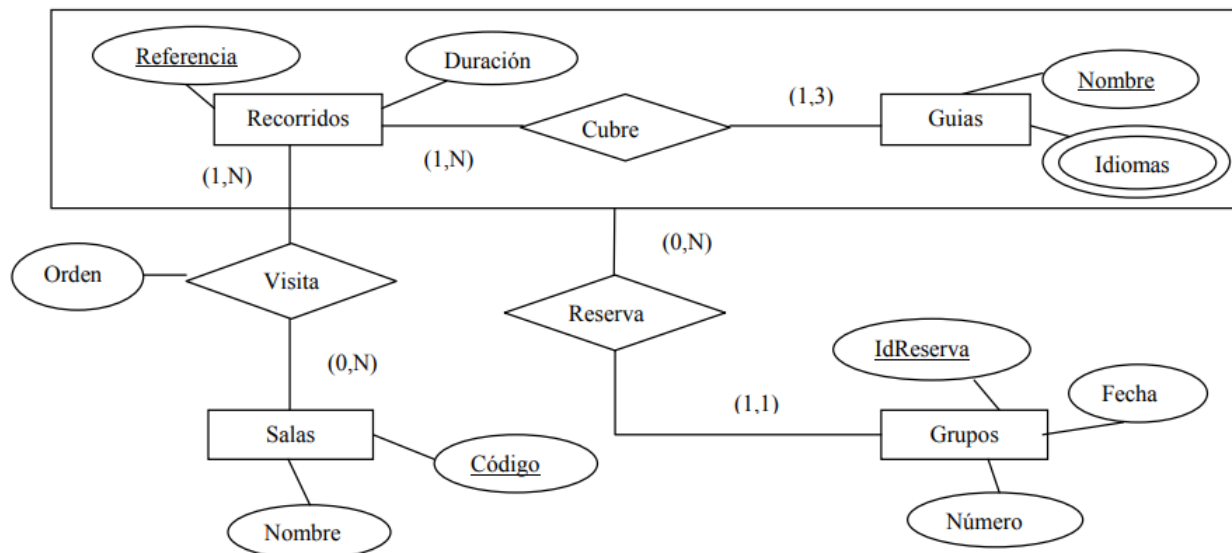 Referencia
Duración
Recorridos
(1,N)
(1,N)
Cubre
(1,3)
Guias
Nombre
Idiomas
Orden
Visita
(0,N)
Salas
Código
Nombre
(0,N)
Reserva
(1,1)
IdReserva
Fecha
Grupos
Número